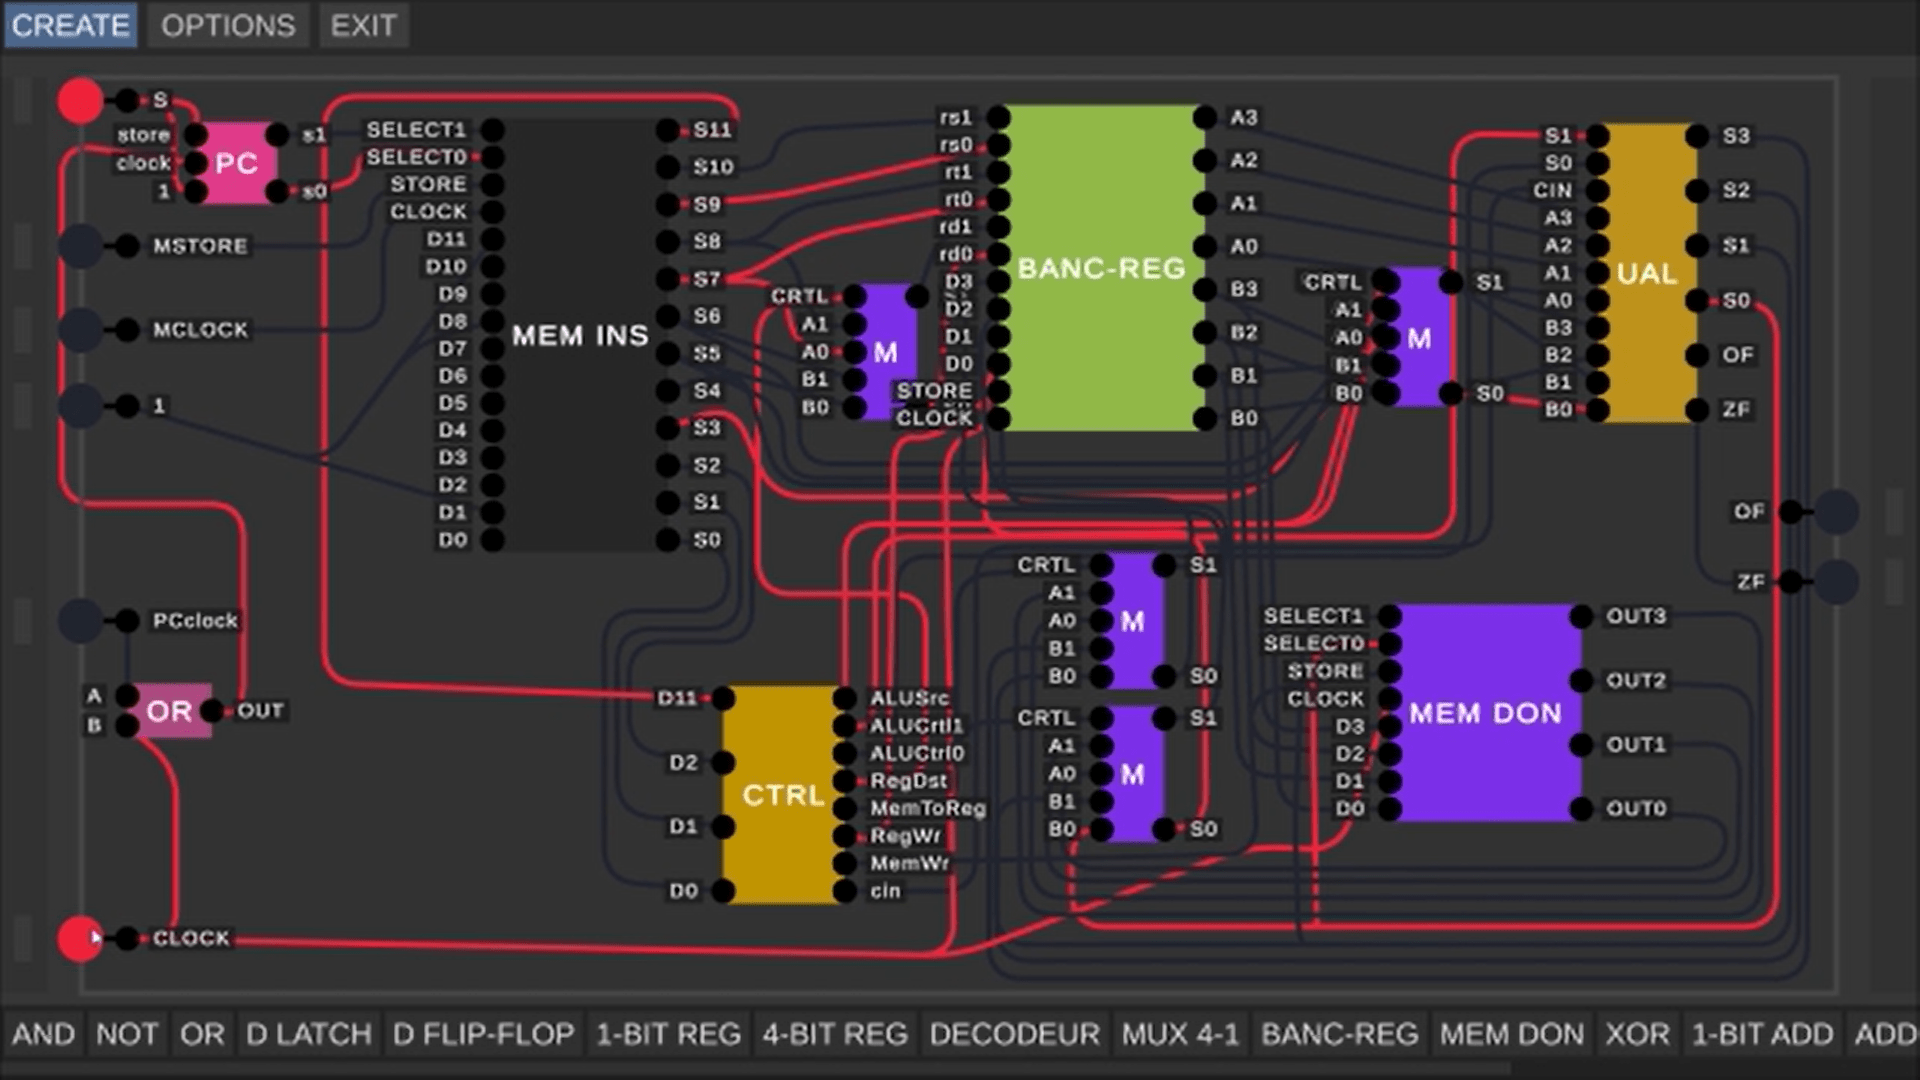 CREATE OPTIONS EXIT
S
store
clock
1
PC
s1
s0
MSTORE
MCLOCK
1
PCclock
A
B
OR
OUT
CLOCK
SELECT1
SELECT0
STORE
CLOCK
D11
D10
D9
D8
D7
D6
D5
D4
D3
D2
D1
D0
MEM INS
S11
S10
S9
S8
S7
S6
S5
S4
S3
S2
S1
S0
CRTL
A1
A0
B1
B0
M
D11
D2
D1
D0
CTRL
ALUSrc
ALUCrtl1
ALUCtrl0
RegDst
MemToReg
RegWr
MemWr
cin
rs1
rs0
rt1
rt0
rd1
rd0
D3
D2
D1
D0
STORE
CLOCK
BANC-REG
A3
A2
A1
A0
B3
B2
B1
B0
CRTL
A1
A0
B1
B0
M
S1
S0
CRTL
A1
A0
B1
B0
M
S1
S0
CRTL
A1
A0
B1
B0
M
S1
S0
S1
S0
CIN
A3
A2
A1
A0
B3
B2
B1
B0
UAL
S3
S2
S1
S0
OF
ZF
OF
ZF
SELECT1
SELECT0
STORE
CLOCK
D3
D2
D1
D0
MEM DON
OUT3
OUT2
OUT1
OUT0
AND NOT OR D LATCH D FLIP-FLOP 1-BIT REG 4-BIT REG DECODEUR MUX 4-1 BANC-REG MEM DON XOR 1-BIT ADD ADD